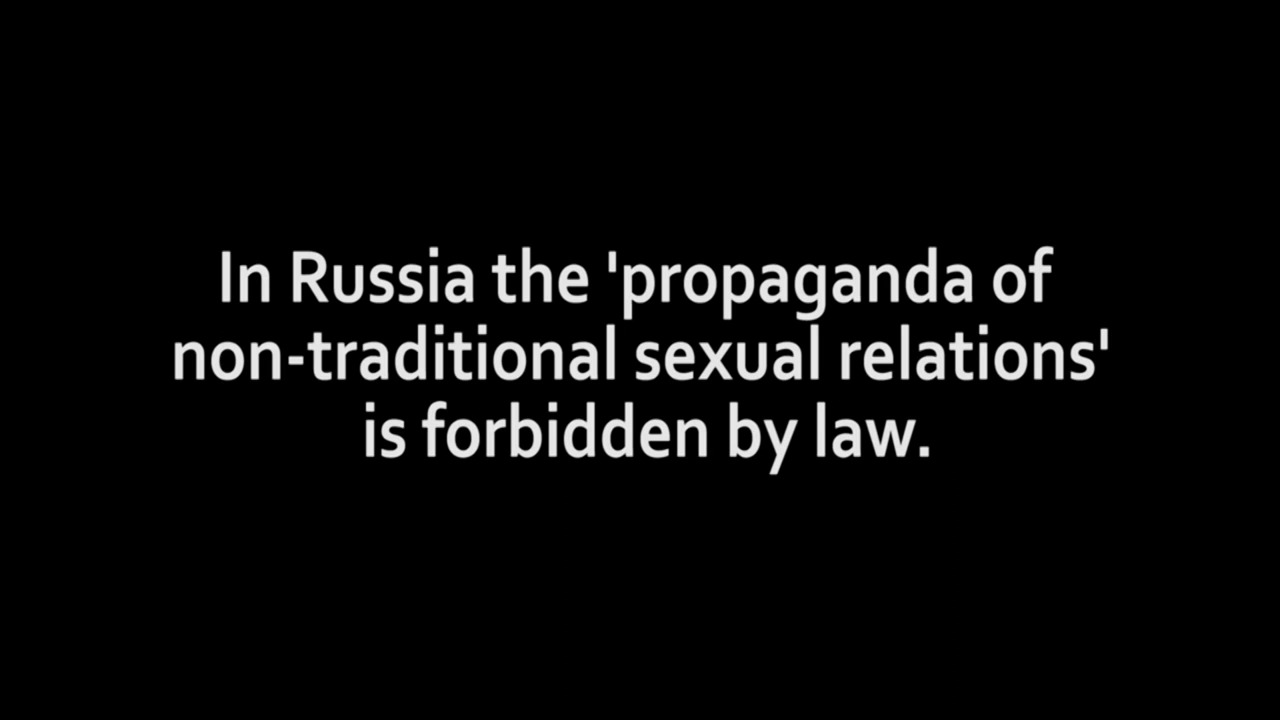 In Russia the 'propaganda of
non-traditional sexual relations'
is forbidden by law.